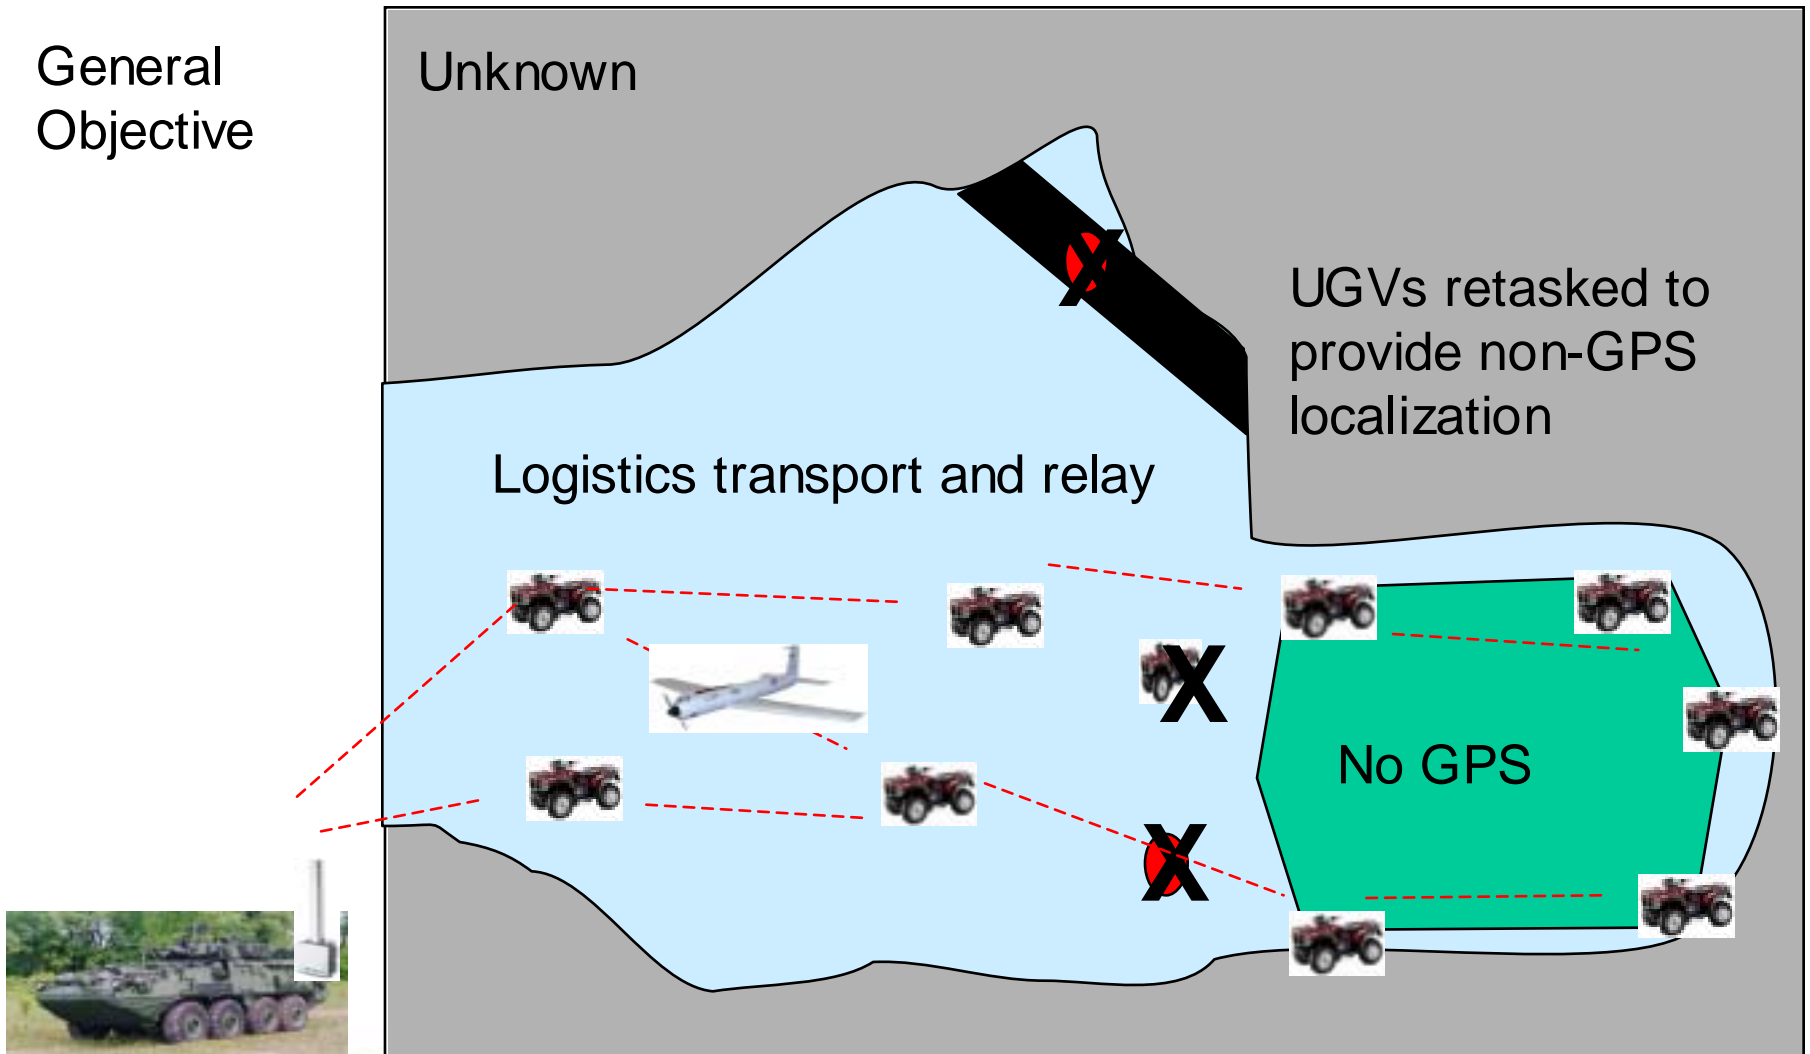 General
Objective
Unknown
UGVs retasked to
provide non-GPS
localization
Logistics transport and relay
X
X
No GPS
X